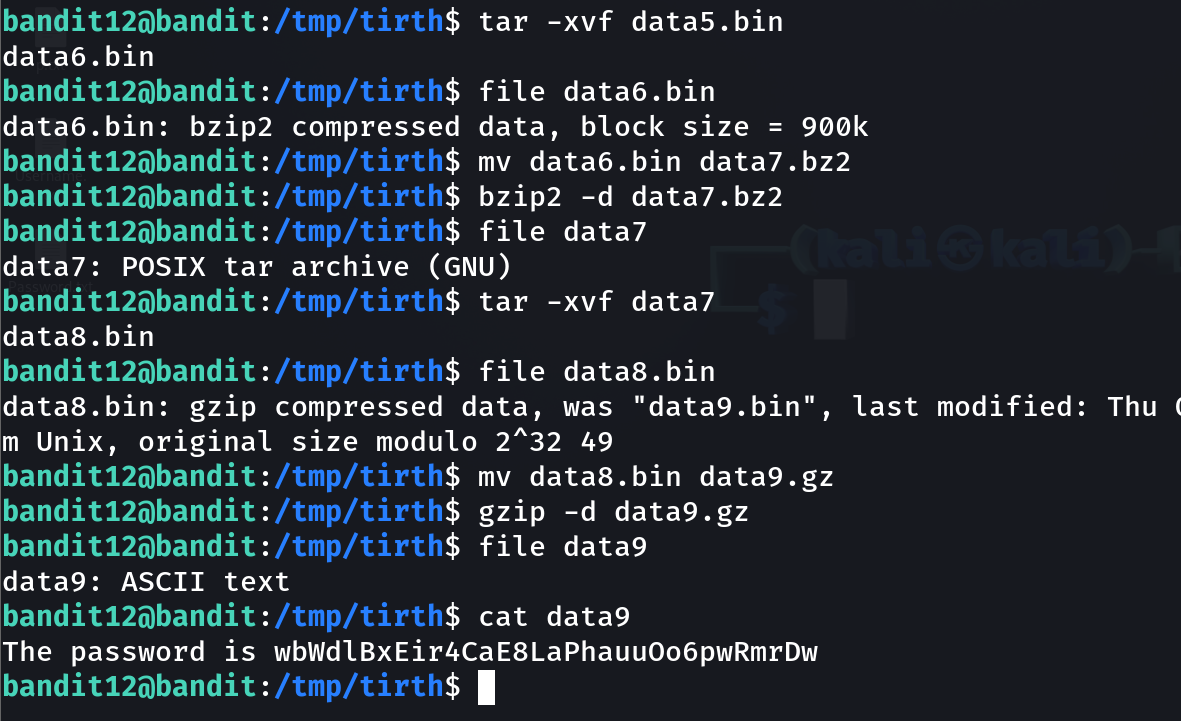 bandit12@bandit:/tmp/tirth$ tar -xvf data5.bin
data6.bin
bandit12@bandit:/tmp/tirth$ file data6.bin
data6.bin: bzip2 compressed data, block size = 900k
bandit12@bandit:/tmp/tirth$ mv data6.bin data7.bz2
bandit12@bandit:/tmp/tirth$ bzip2 -d data7.bz2
bandit12@bandit:/tmp/tirth$ file data7
data7: POSIX tar archive (GNU)
bandit12@bandit:/tmp/tirth$ tar -xvf data7
data8.bin
bandit12@bandit:/tmp/tirth$ file data8.bin
data8.bin: gzip compressed data, was "data9.bin", last modified: Thu
m Unix, original size modulo 2^32 49
bandit12@bandit:/tmp/tirth$ mv data8.bin data9.gz
bandit12@bandit:/tmp/tirth$ gzip -d data9.gz
bandit12@bandit:/tmp/tirth$ file data9
data9: ASCII text
bandit12@bandit:/tmp/tirth$ cat data9
The password is wbWdlBxEir4CaE8LaPhauuOo6pwRmrDw
bandit12@bandit:/tmp/tirth$
(kali㉿kali)-
$